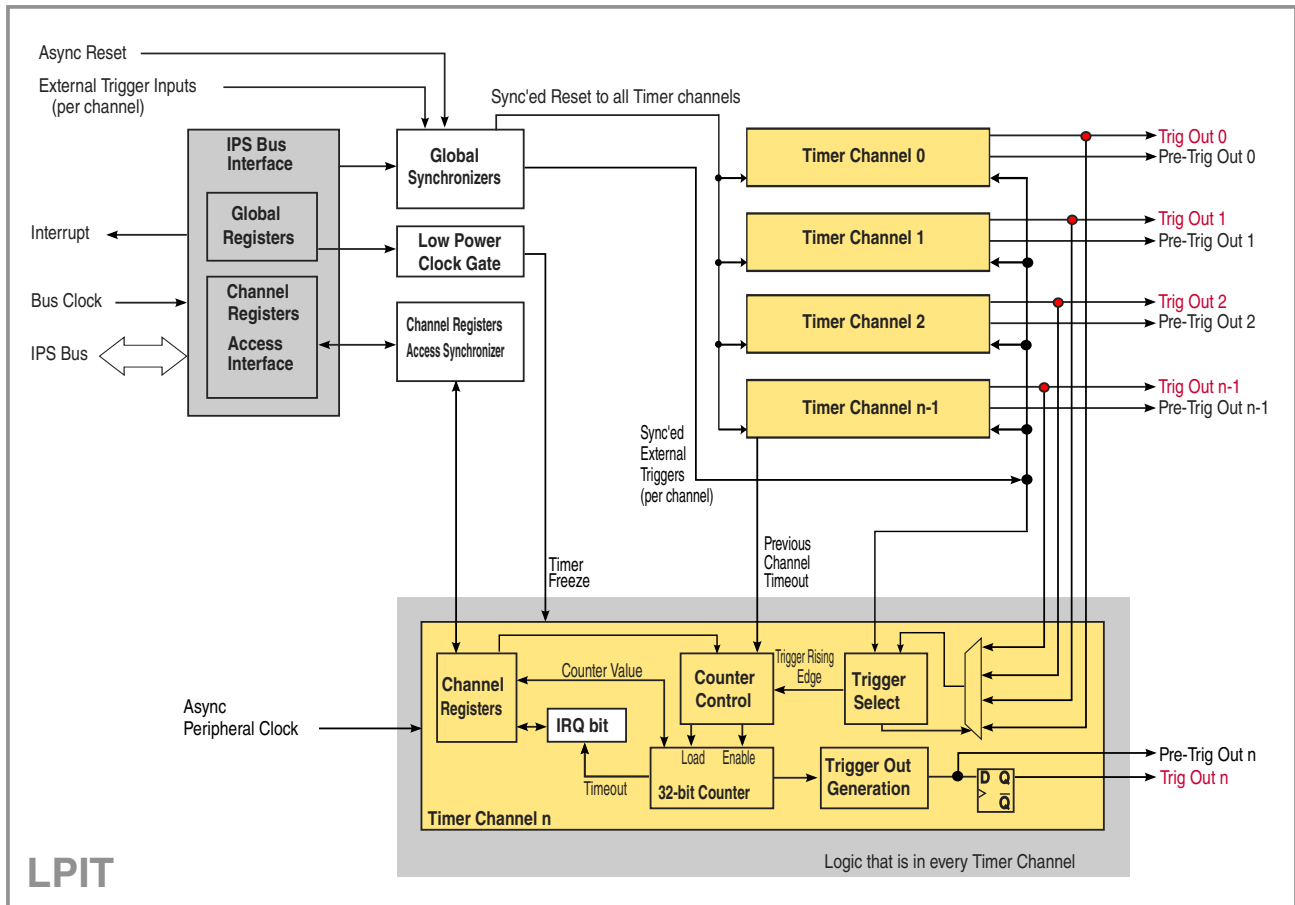 Async Reset
External Trigger Inputs
(per channel)
Sync'ed Reset to all Timer channels
IPS Bus
Interface
Global
Synchronizers
Timer Channel 0
Trig Out 0
Pre-Trig Out 0
Global
Registers
Interrupt
Low Power
Clock Gate
Timer Channel 1
Trig Out 1
Pre-Trig Out 1
Bus Clock
Channel
Registers
Access
Interface
IPS Bus
Channel Registers
Access Synchronizer
Timer Channel 2
Trig Out 2
Pre-Trig Out 2
Timer Channel n-1
Trig Out n-1
Pre-Trig Out n-1
Sync'ed
External
Triggers
(per channel)
Timer
Freeze
Previous
Channel
Timeout
Channel
Registers
Counter Value
Counter
Control
Trigger Rising
Edge
Trigger
Select
Async
Peripheral Clock
IRQ bit
Load
Enable
Timeout
32-bit Counter
Trigger Out
Generation
D Q
Q
Pre-Trig Out n
Trig Out n
Timer Channel n
Logic that is in every Timer Channel
LPIT